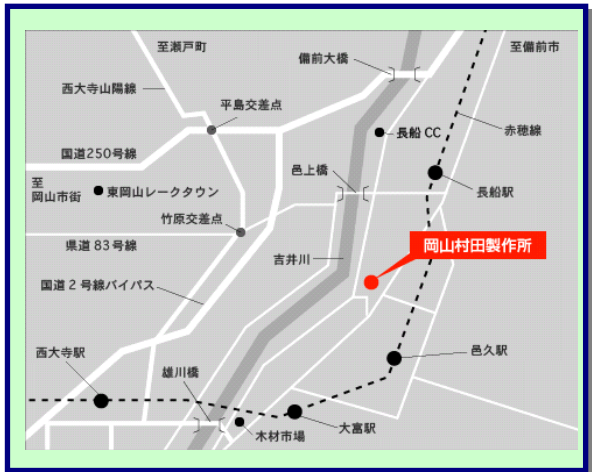 至瀬戸町
至備前市
備前大橋
西大寺山陽線
平島交差点
長船 CC
赤穂線
国道250号線
邑上橋
至
岡山市街
東岡山レークタウン
長船駅
竹原交差点
県道 83号線
岡山村田製作所
吉井川
国道 2 号線バイパス
西大寺駅
邑久駅
雄川橋
大富駅
木材市場